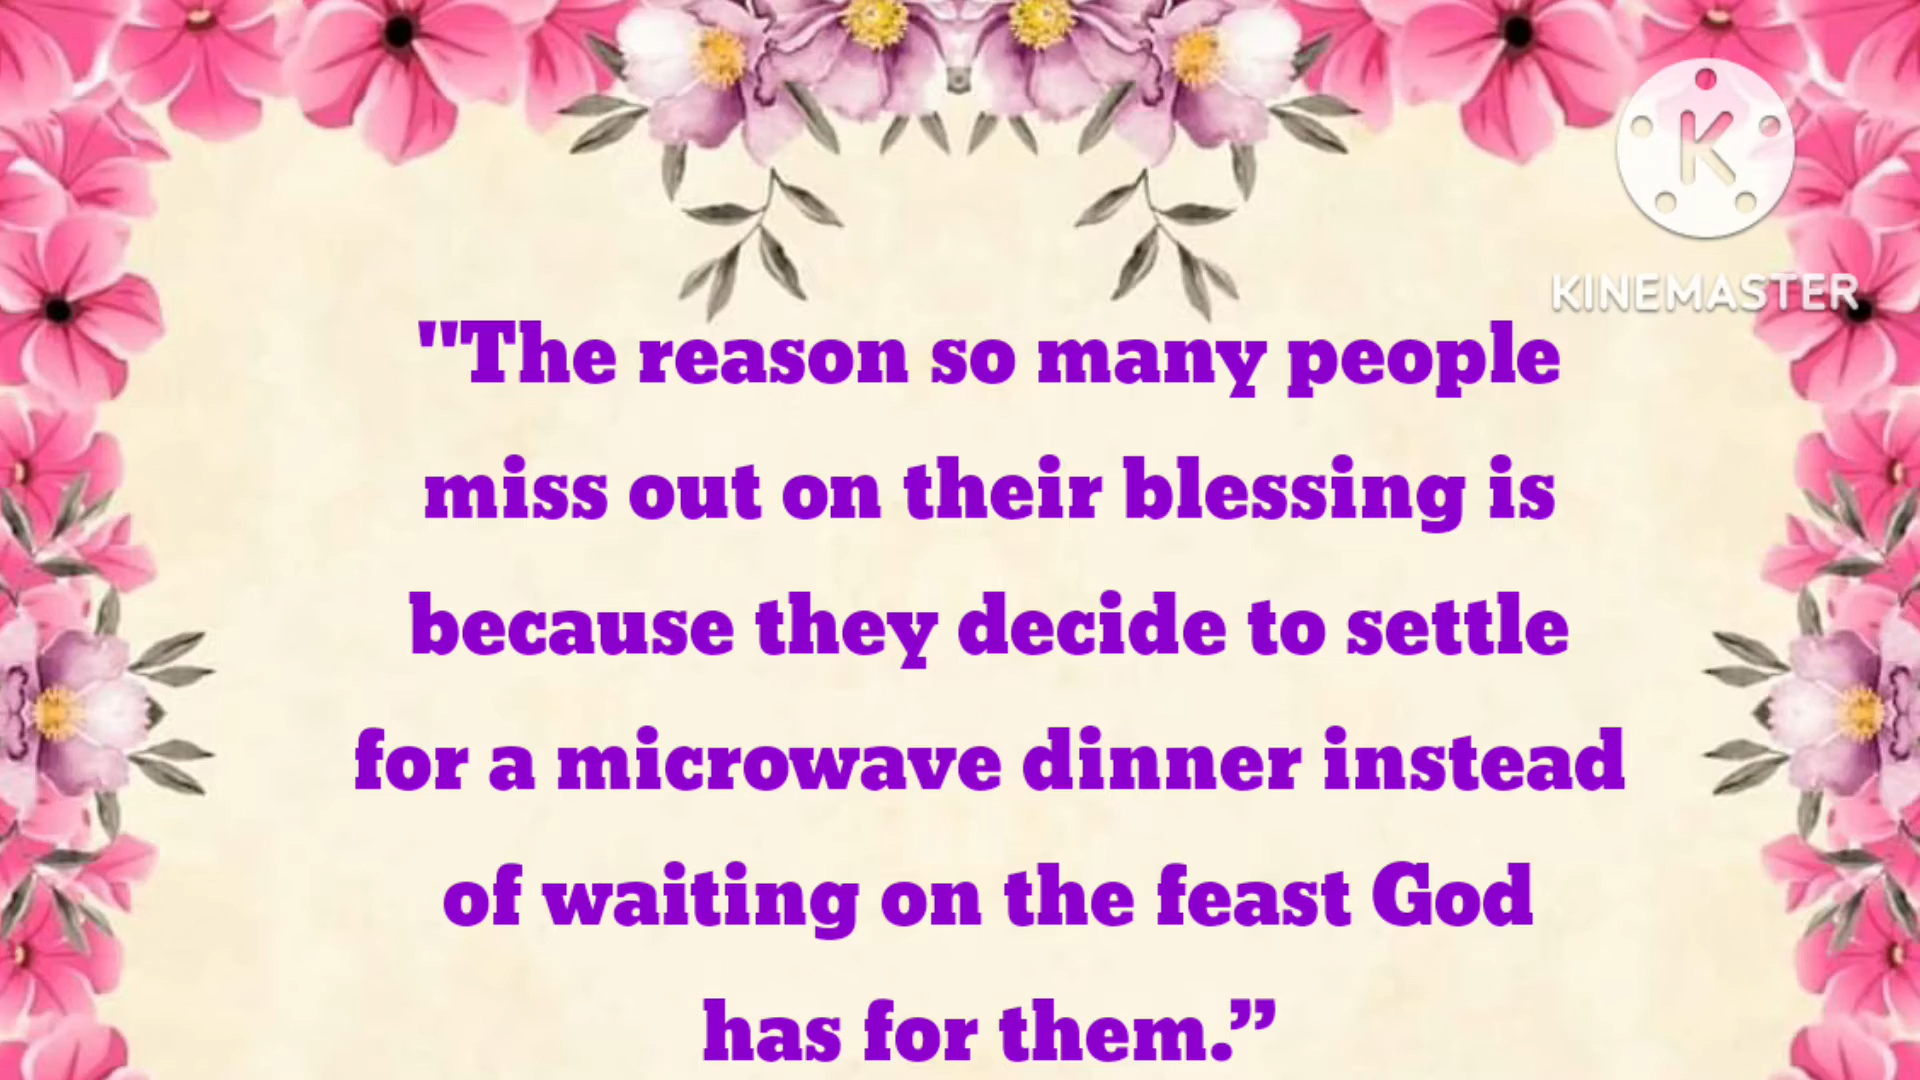 K
KINEMASTER
"The reason so many people
miss out on their blessing is
because they decide to settle
for a microwave dinner instead
of waiting on the feast God
has for them.”